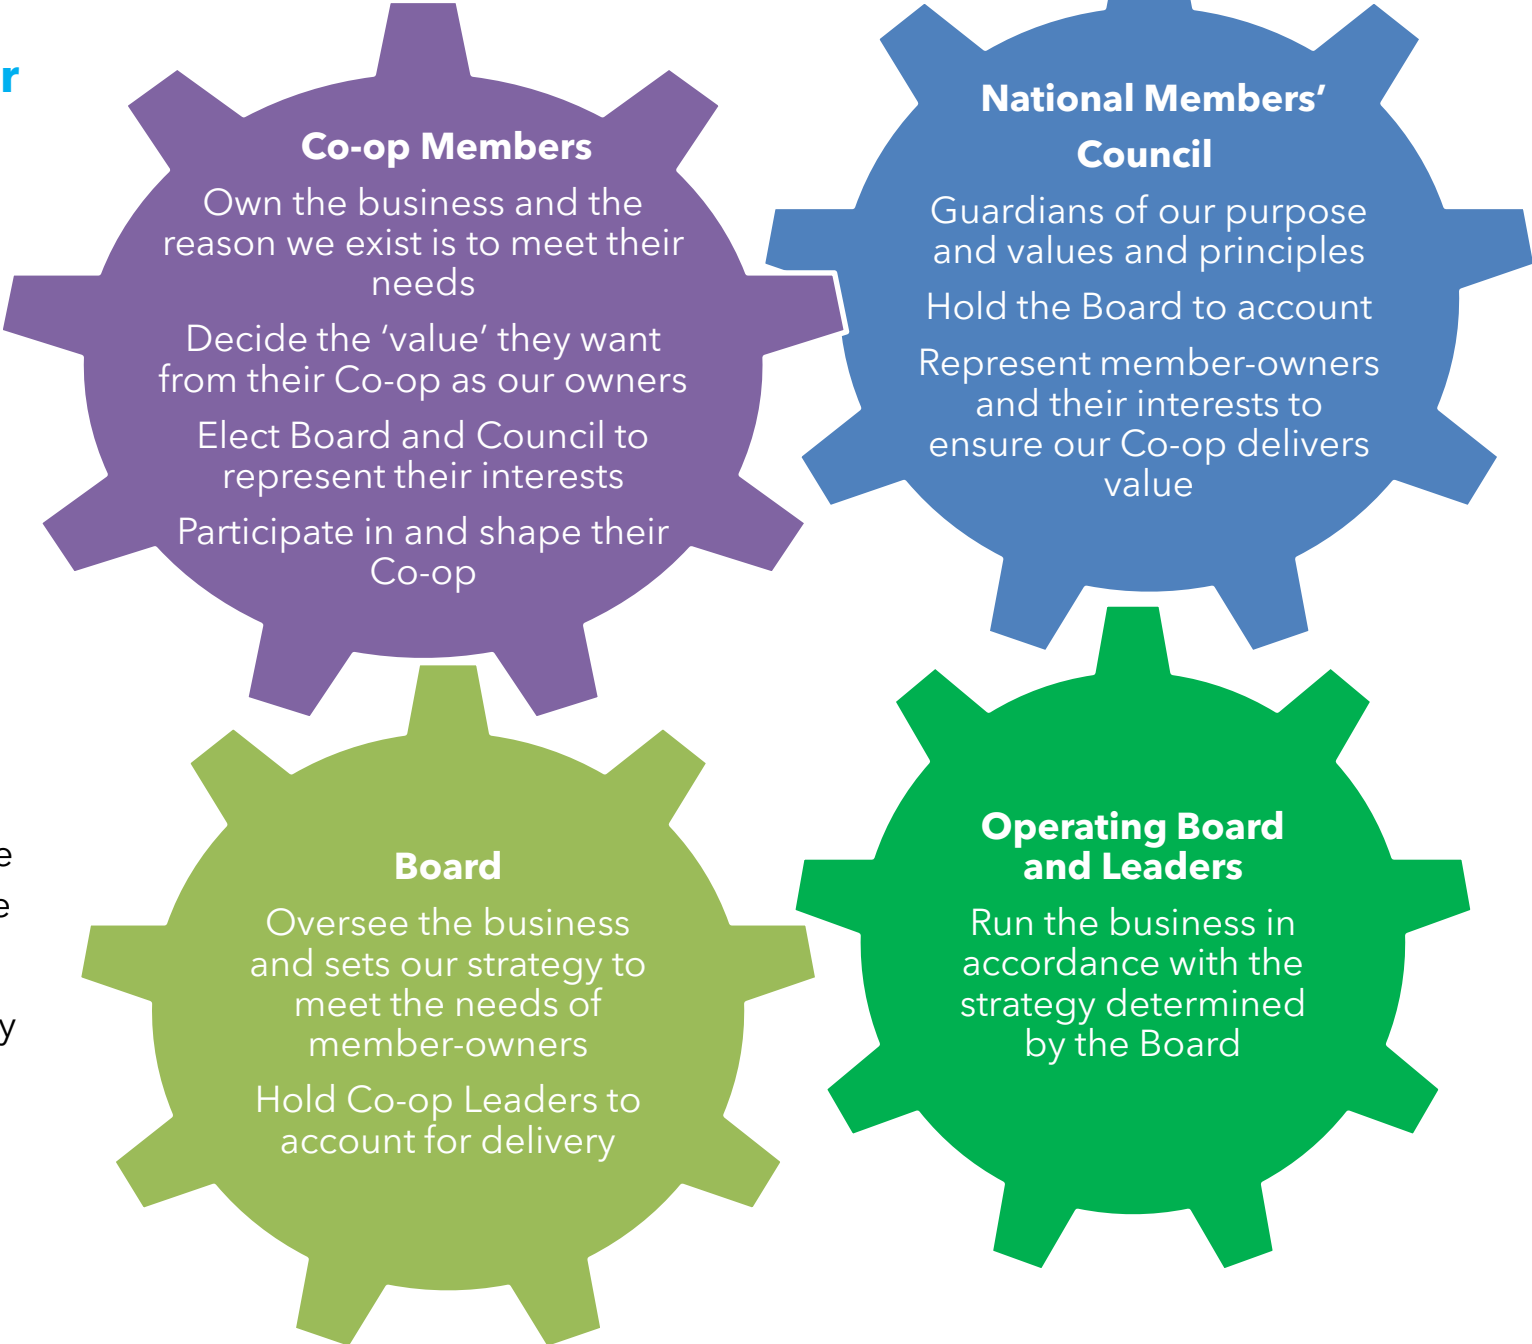 r
Co-op Members
Own the business and the
reason we exist is to meet their
needs
Decide the ‘value’ they want
from their Co-op as our owners
Elect Board and Council to
represent their interests
Participate in and shape their
Co-op
National Members’
Council
Guardians of our purpose
and values and principles
Hold the Board to account
Represent member-owners
and their interests to
ensure our Co-op delivers
value
e
e
y
Board
Oversee the business
and sets our strategy to
meet the needs of
member-owners
Hold Co-op Leaders to
account for delivery
Operating Board
and Leaders
Run the business in
accordance with the
strategy determined
by the Board